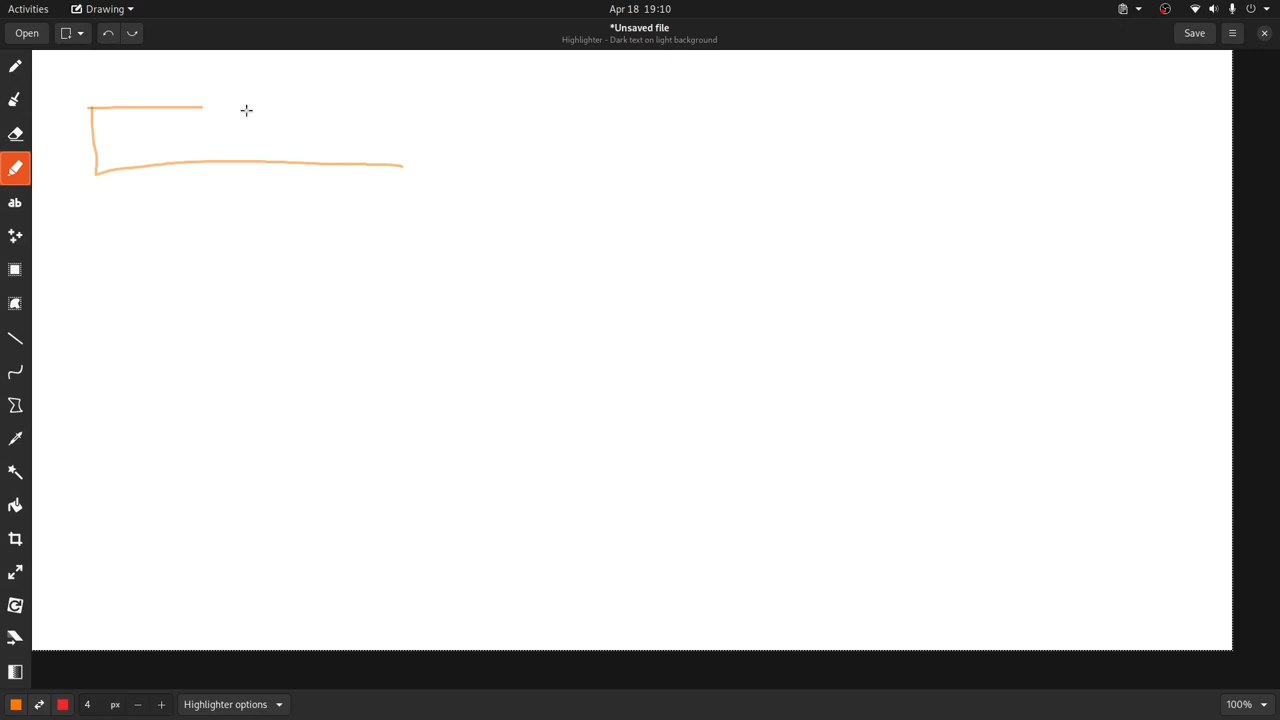 Activities
Drawing
Apr 18 19:10
Open
*Unsaved file
Highlighter - Dark text on light background
Save
ab
4 px
Highlighter options
100%